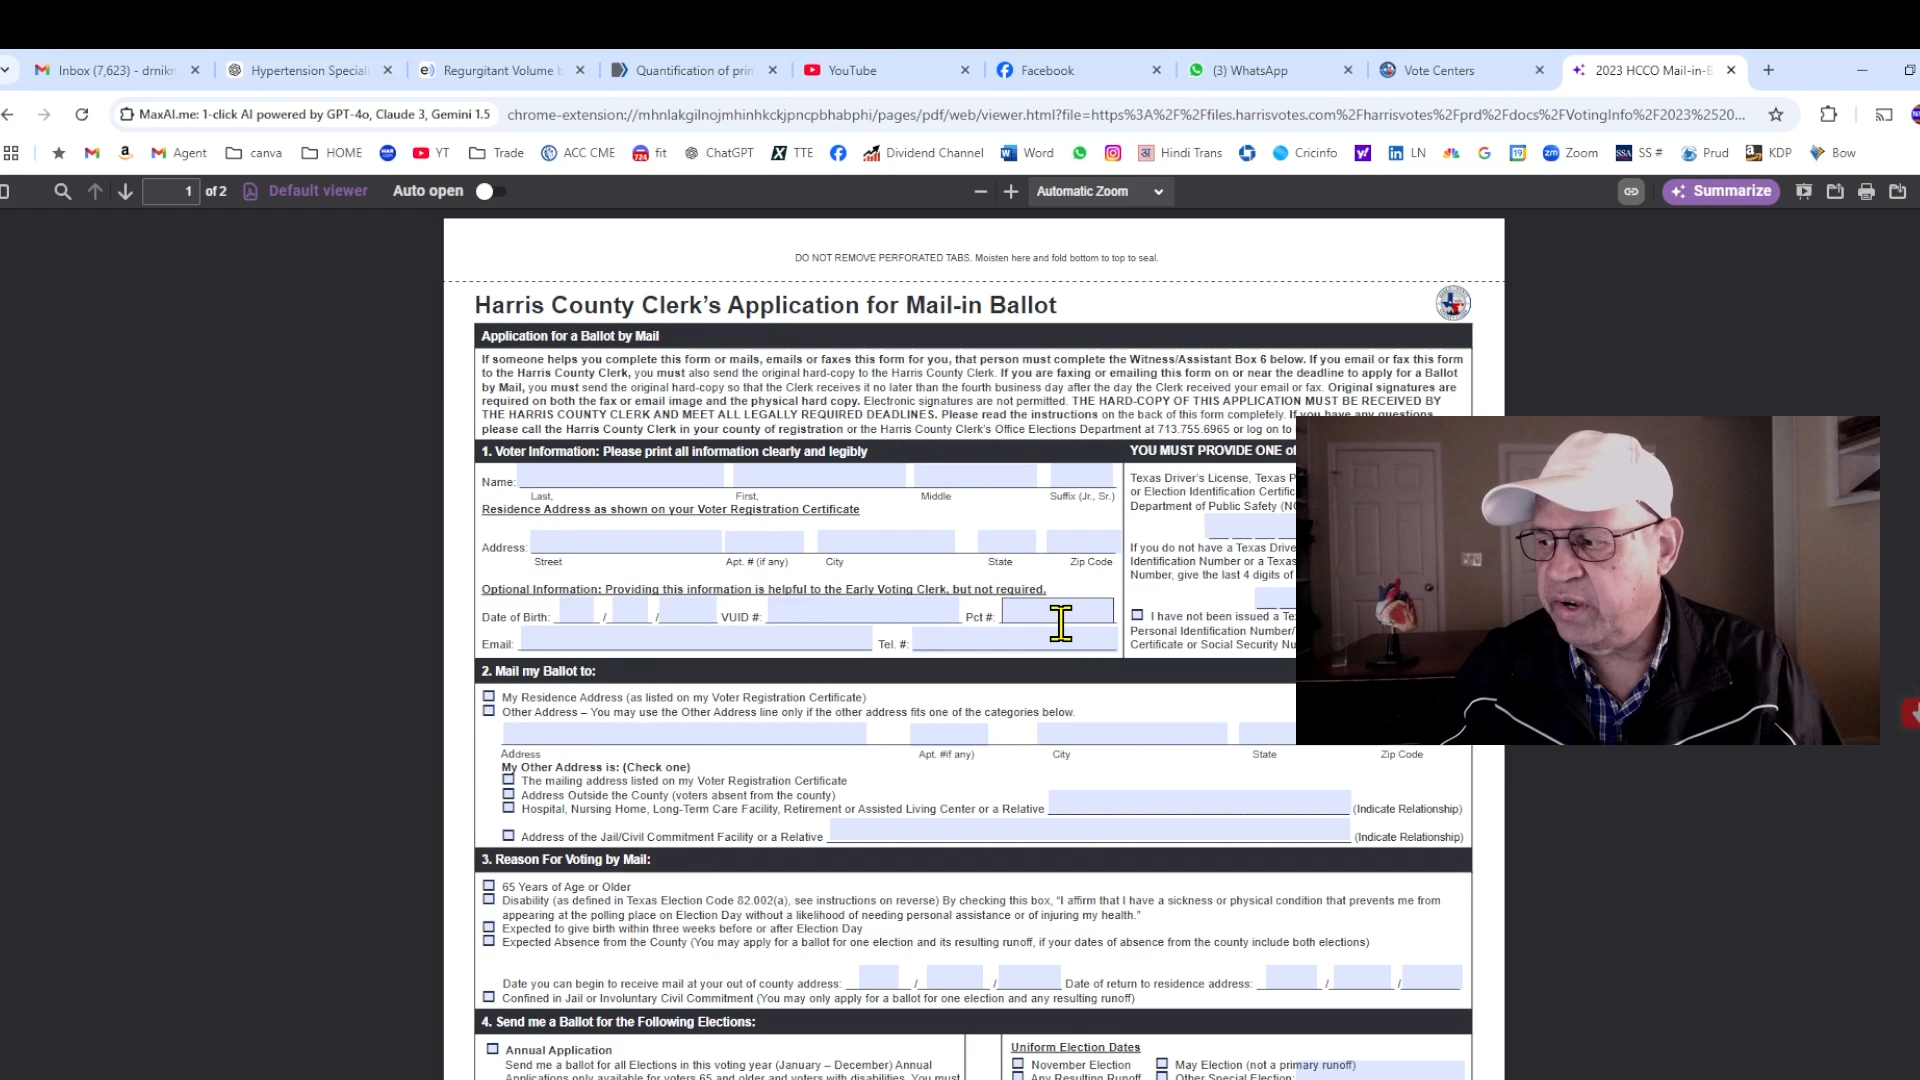 Inbox (7,623) - drnikn
Hypertension Speciali
Regurgitant Volume
Quantification of prim
YouTube
Facebook
(3) WhatsApp
Vote Centers
2023 HCCO Mail-in-B
MaxAI.me: 1-click AI powered by GPT-4o, Claude 3, Gemini 1.5
chrome-extension://mhnlakgilnojmhinhkckjpncpbhabphi/pages/pdf/web/viewer.html?file=https%3A%2F%2Ffiles.harrisvotes.com%2Fharrisvotes%2Fprd%2Fdocs%2FVotingInfo%2F2023%2520...
Agent canva HOME YT Trade ACC CME fit ChatGPT TTE Dividend Channel Word Hindi Trans Cricinfo LN Zoom SS # Prud KDP Bow
1 of 2 Default viewer Auto open Automatic Zoom Summarize
DO NOT REMOVE PERFORATED TABS. Moisten here and fold bottom to top to seal.
Harris County Clerk’s Application for Mail-in Ballot
Application for a Ballot by Mail
If someone helps you complete this form or mails, emails or faxes this form for you, that person must complete the Witness/Assistant Box 6 below. If you email or fax this form
to the Harris County Clerk, you must also send the original hard-copy to the Harris County Clerk. If you are faxing or emailing this form on or near the deadline to apply for a Ballot
by Mail, you must send the original hard-copy so that the Clerk receives it no later than the fourth business day after the day the Clerk received your email or fax. Original signatures are
required on both the fax or email image and the physical hard copy. Electronic signatures are not permitted. THE HARD-COPY OF THIS APPLICATION MUST BE RECEIVED BY
THE HARRIS COUNTY CLERK AND MEET ALL LEGALLY REQUIRED DEADLINES. Please read the instructions on the back of this form completely. If you have any questions
please call the Harris County Clerk in your county of registration or the Harris County Clerk’s Office Elections Department at 713.755.6965 or log on to
1. Voter Information: Please print all information clearly and legibly
YOU MUST PROVIDE ONE of
Name:
Last, First, Middle Suffix (Jr., Sr.)
Residence Address as shown on your Voter Registration Certificate
Address:
Street Apt. # (if any) City State Zip Code
Optional Information: Providing this information is helpful to the Early Voting Clerk, but not required.
Date of Birth: / / VUID #: Pct #:
Email: Tel. #:
Texas Driver’s License, Texas P
or Election Identification Certific
Department of Public Safety (NO
If you do not have a Texas Drive
Identification Number or a Texas
Number, give the last 4 digits of
I have not been issued a Te
Personal Identification Number/
Certificate or Social Security Nu
2. Mail my Ballot to:
My Residence Address (as listed on my Voter Registration Certificate)
Other Address – You may use the Other Address line only if the other address fits one of the categories below.
Address Apt. #if any) City State Zip Code
My Other Address is: (Check one)
The mailing address listed on my Voter Registration Certificate
Address Outside the County (voters absent from the county)
Hospital, Nursing Home, Long-Term Care Facility, Retirement or Assisted Living Center or a Relative (Indicate Relationship)
Address of the Jail/Civil Commitment Facility or a Relative (Indicate Relationship)
3. Reason For Voting by Mail:
65 Years of Age or Older
Disability (as defined in Texas Election Code 82.002(a), see instructions on reverse) By checking this box, “I affirm that I have a sickness or physical condition that prevents me from
appearing at the polling place on Election Day without a likelihood of needing personal assistance or of injuring my health.”
Expected to give birth within three weeks before or after Election Day
Expected Absence from the County (You may apply for a ballot for one election and its resulting runoff, if your dates of absence from the county include both elections)
Date you can begin to receive mail at your out of county address: / / Date of return to residence address: / /
Confined in Jail or Involuntary Civil Commitment (You may only apply for a ballot for one election and any resulting runoff)
4. Send me a Ballot for the Following Elections:
Annual Application
Send me a ballot for all Elections in this voting year (January – December) Annual
Applications only available for voters 65 and older and voters with disabilities. You must
Uniform Election Dates
November Election May Election (not a primary runoff)
Any Resulting Runoff Other Special Election: